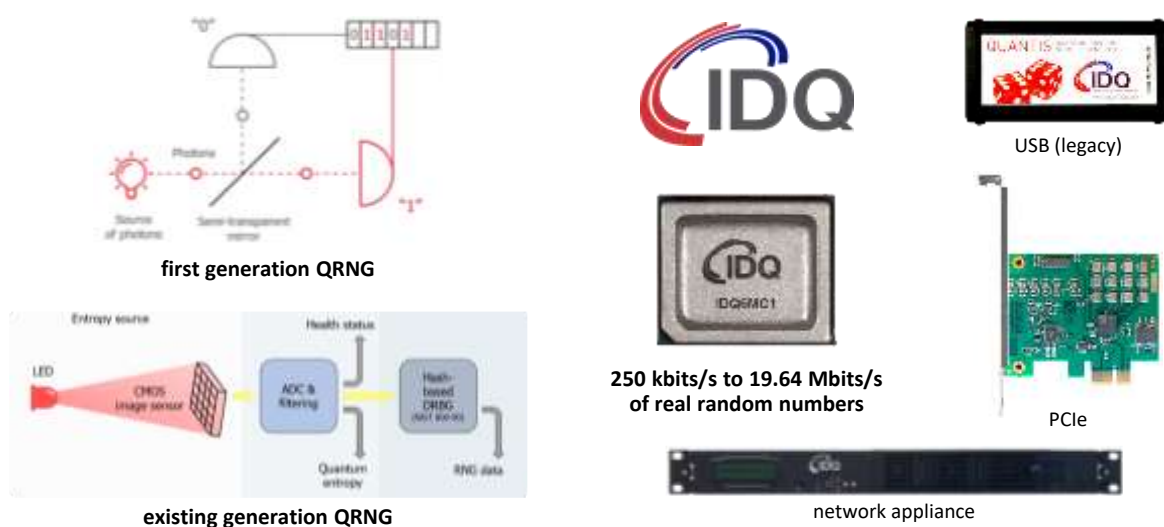 "0"
0 1 1 0 1
Photons
"1"
Source
of photons
Semi-transparent
mirror
first generation QRNG
Entropy source
Health status
LED
CMOS
image sensor
ADC &
filtering
Hash-
based
DRBG
Quantum
entropy
RNG data
existing generation QRNG
IDQ
QUANTIS
IDQ
USB (legacy)
IDQ
IDQ6MC1
250 kbits/s to 19.64 Mbits/s
of real random numbers
PCIe
IDQ
network appliance